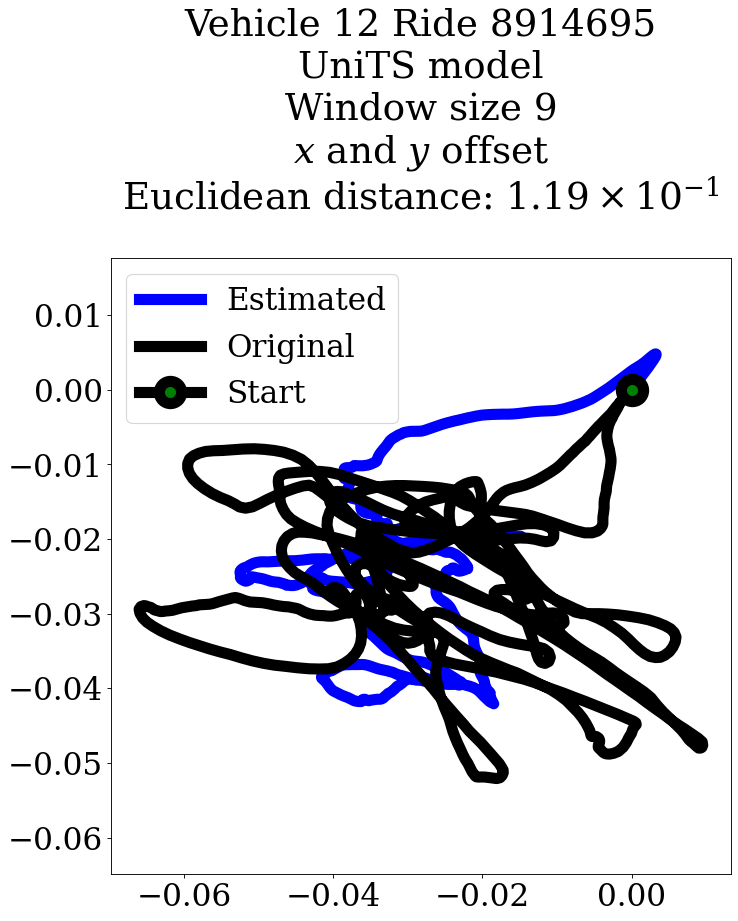 Vehicle 12 Ride 8914695
UniTS model
Window size 9
x and y offset
Euclidean distance: 1.19 × 10⁻¹
Estimated
Original
Start
0.01
0.00
−0.01
−0.02
−0.03
−0.04
−0.05
−0.06
−0.06
−0.04
−0.02
0.00